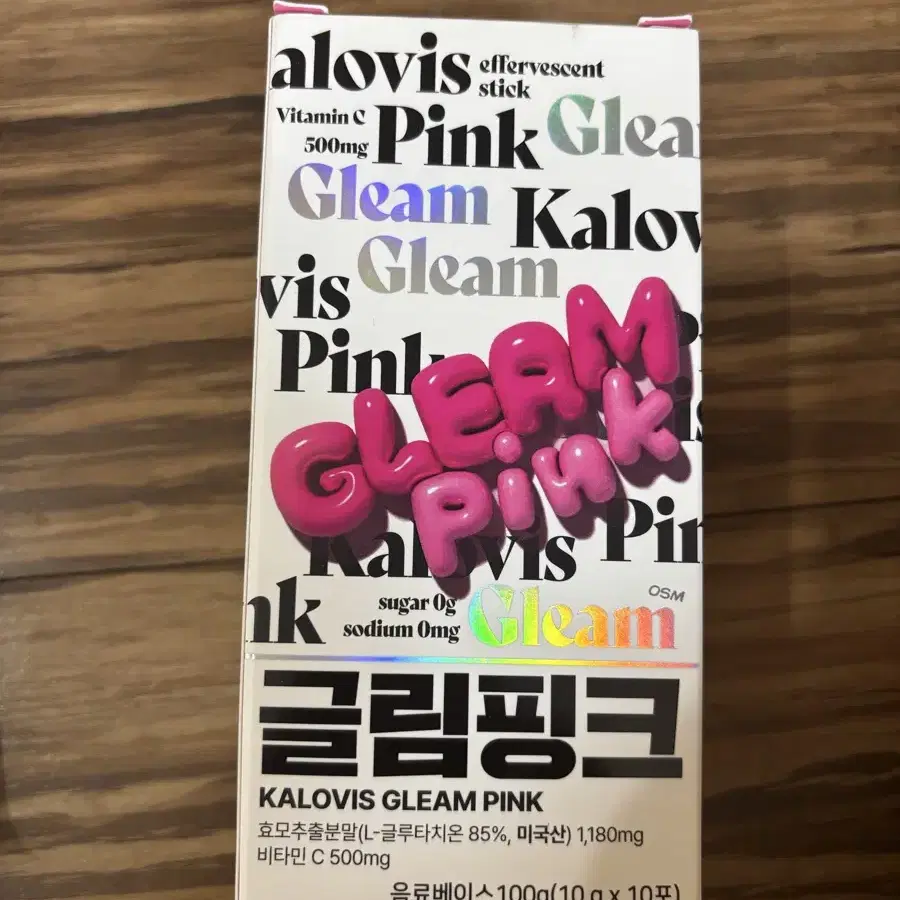 alovis effervescent
stick
Vitamin C
500mg
Pink Glea
Gleam Kalov
Gleam
vis
Pink
GLEAM
Pink
Kalovis Pin
nk sugar 0g
sodium 0mg
Gleam
OSM
글림핑크
KALOVIS GLEAM PINK
효모추출분말(L-글루타치온 85%, 미국산) 1,180mg
비타민 C 500mg
음료베이스 100g(10 g x 10포)